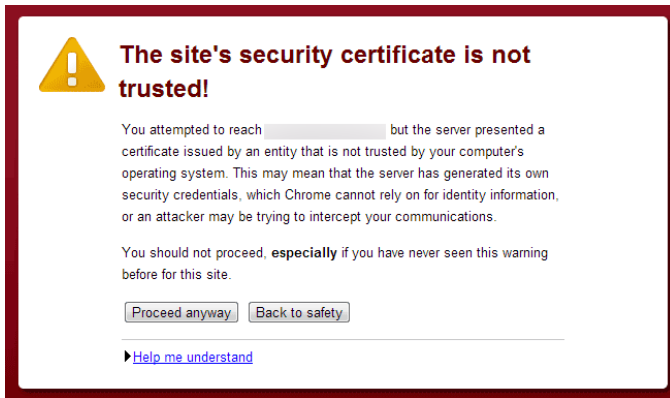 The site's security certificate is not
trusted!
You attempted to reach but the server presented a
certificate issued by an entity that is not trusted by your computer's
operating system. This may mean that the server has generated its own
security credentials, which Chrome cannot rely on for identity information,
or an attacker may be trying to intercept your communications.
You should not proceed, especially if you have never seen this warning
before for this site.
Proceed anyway Back to safety
Help me understand